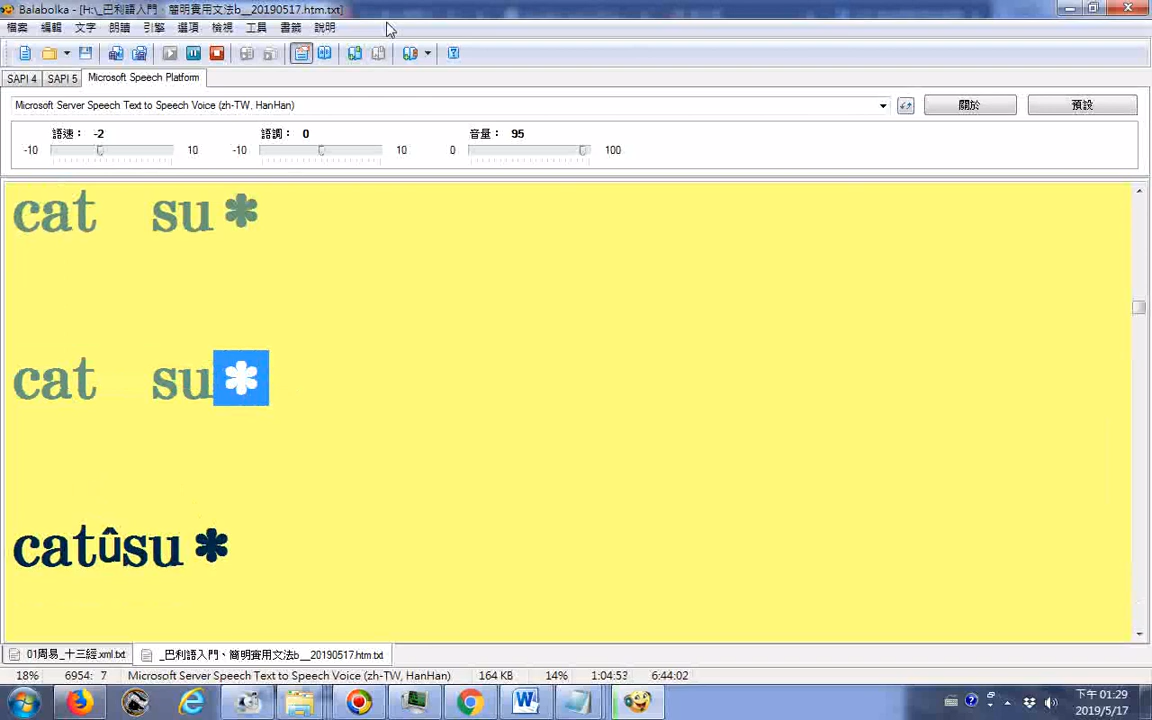 Balabolka - [H:\_巴利語入門、簡明實用文法b__20190517.htm.txt]
檔案 編輯 文字 朗讀 引擎 選項 檢視 工具 書籤 說明
SAPI 4 SAPI 5 Microsoft Speech Platform
Microsoft Server Speech Text to Speech Voice (zh-TW, HanHan) 關於 預設
語速： -2 語調： 0 音量： 95
-10 10 -10 10 0 100
cat su＊
cat su＊
catûsu＊
01周易_十三經.xml.txt _巴利語入門、簡明實用文法b__20190517.htm.txt
18% 6954: 7 Microsoft Server Speech Text to Speech Voice (zh-TW, HanHan) 164 KB 14% 1:04:53 6:44:02
下午 01:29
2019/5/17